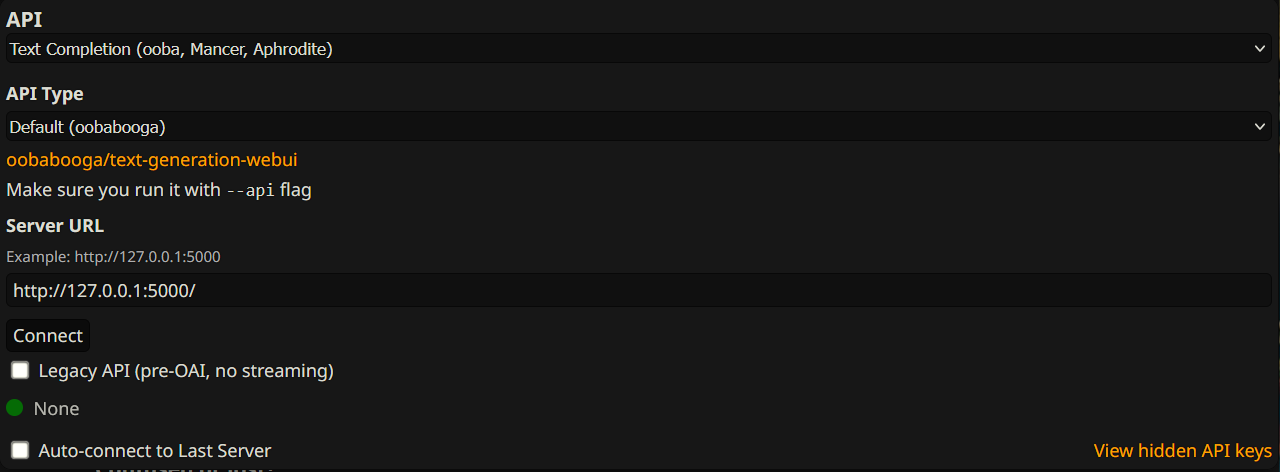 API
Text Completion (ooba, Mancer, Aphrodite)
API Type
Default (oobabooga)
oobabooga/text-generation-webui
Make sure you run it with --api flag
Server URL
Example: http://127.0.0.1:5000
http://127.0.0.1:5000/
Connect
Legacy API (pre-OAI, no streaming)
None
Auto-connect to Last Server
View hidden API keys